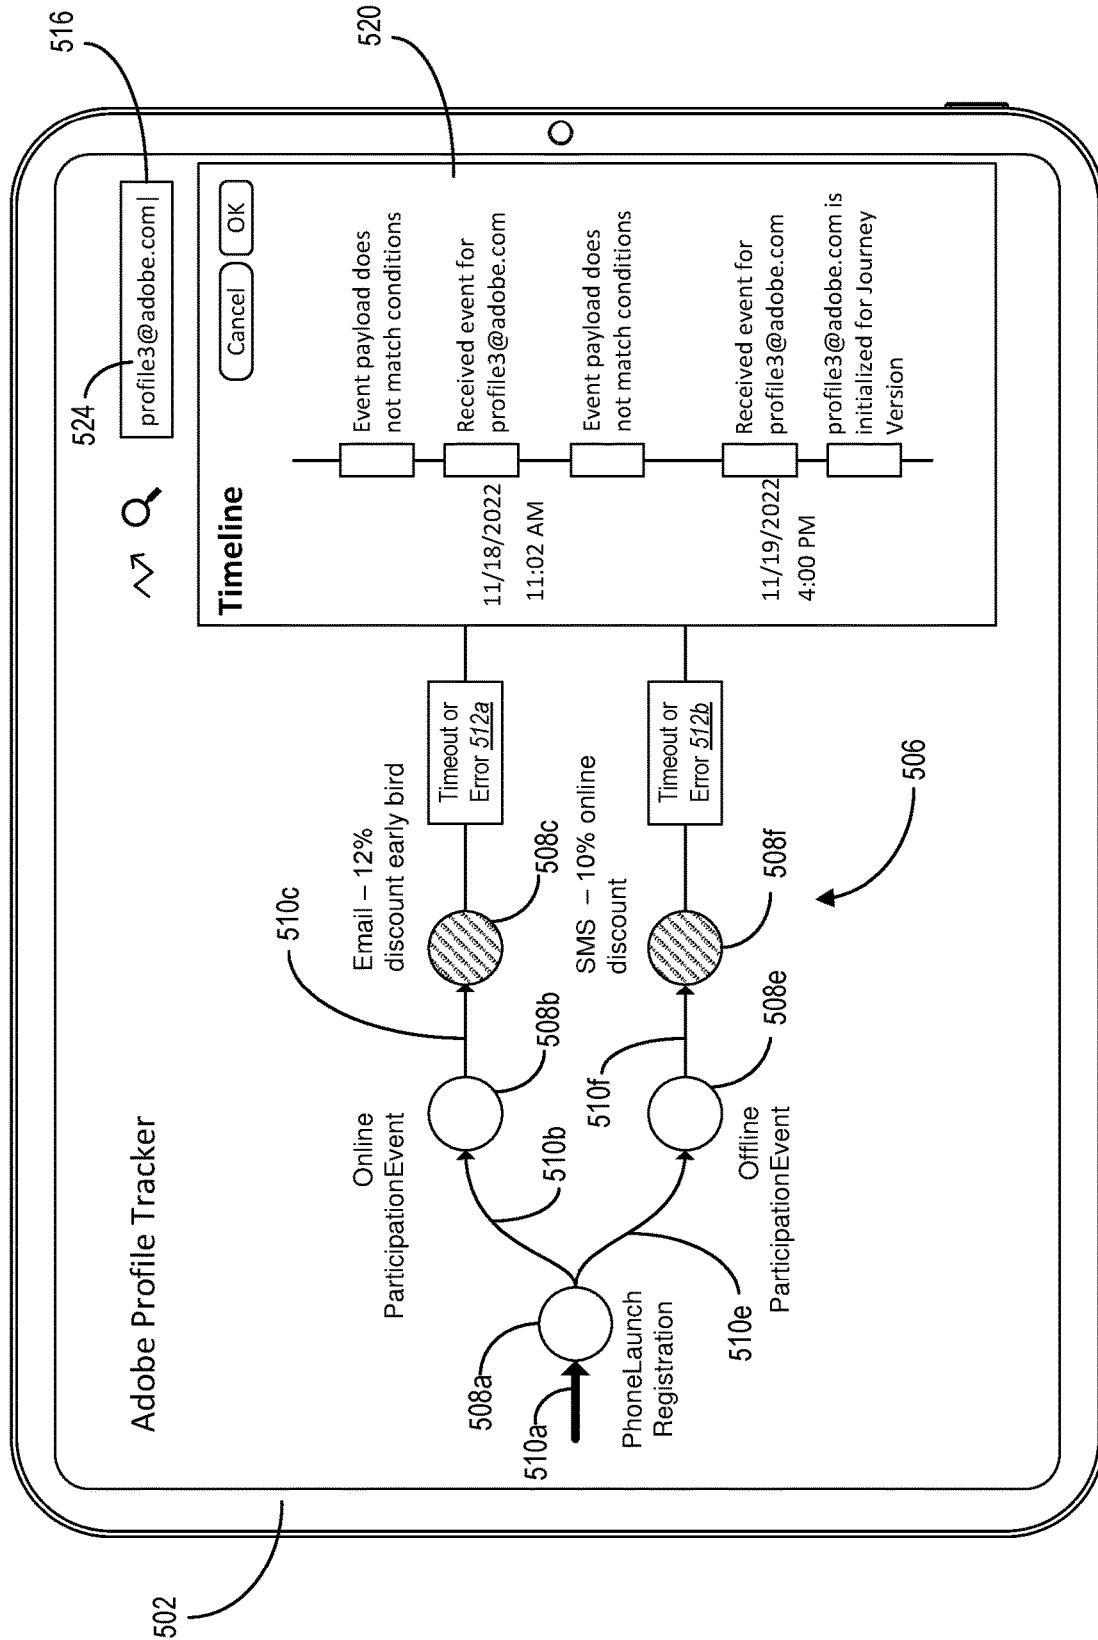 502
Adobe Profile Tracker
524
profile3@adobe.com
516
Timeline
Cancel
OK
520
Event payload does
not match conditions
11/18/2022
11:02 AM
Received event for
profile3@adobe.com
Event payload does
not match conditions
11/19/2022
4:00 PM
Received event for
profile3@adobe.com
profile3@adobe.com is
initialized for Journey
Version
510c
Email – 12%
discount early bird
508c
Timeout or
Error 512a
Online
ParticipationEvent
508b
510b
508a
510a
PhoneLaunch
Registration
SMS – 10% online
discount
Timeout or
Error 512b
510f
508f
508e
Offline
ParticipationEvent
510e
506